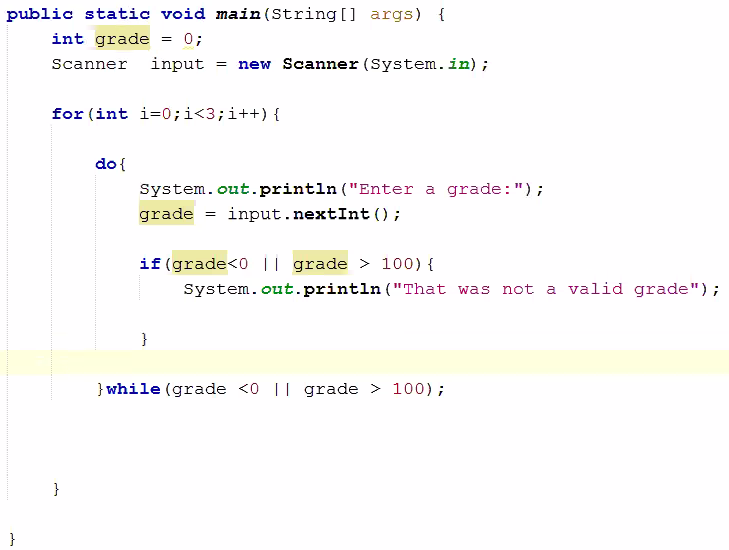 public static void main(String[] args) {
int grade = 0;
Scanner  input = new Scanner(System.in);
for(int i=0;i<3;i++){
do{
System.out.println("Enter a grade:");
grade = input.nextInt();
if(grade<0 || grade > 100){
System.out.println("That was not a valid grade");
}
}while(grade <0 || grade > 100);
}
}